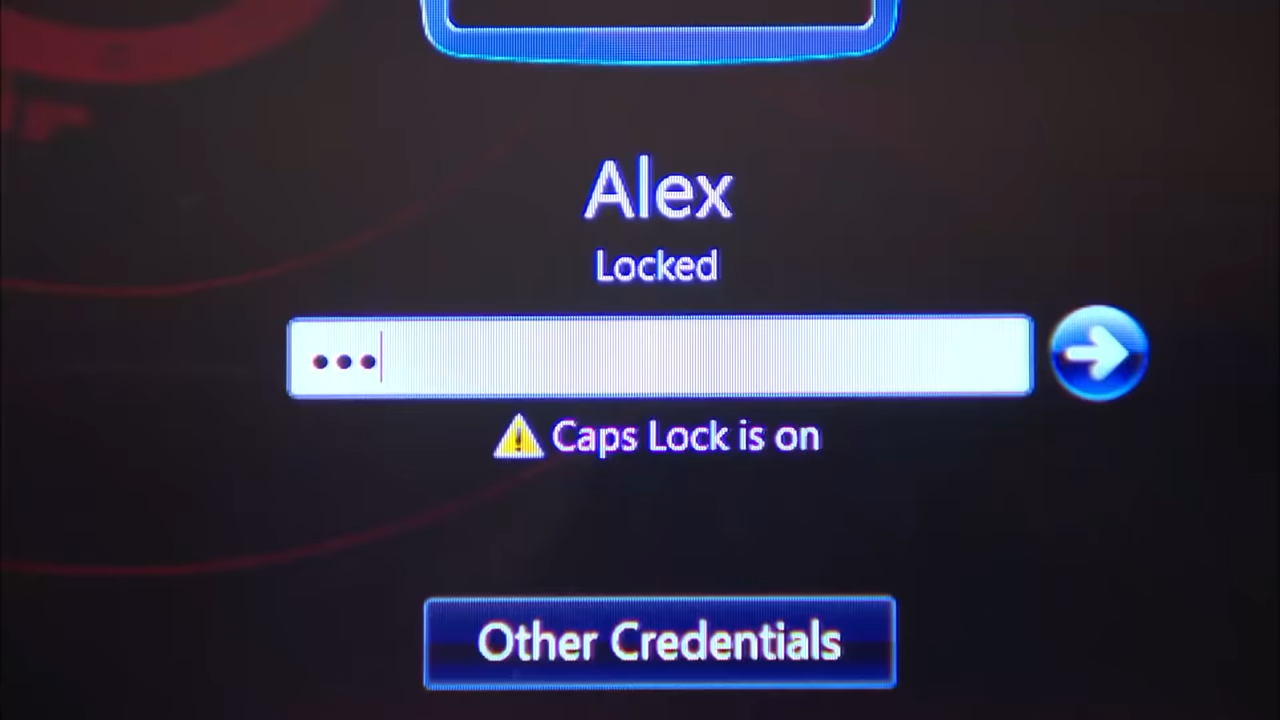 Alex
Locked
•••
Caps Lock is on
Other Credentials